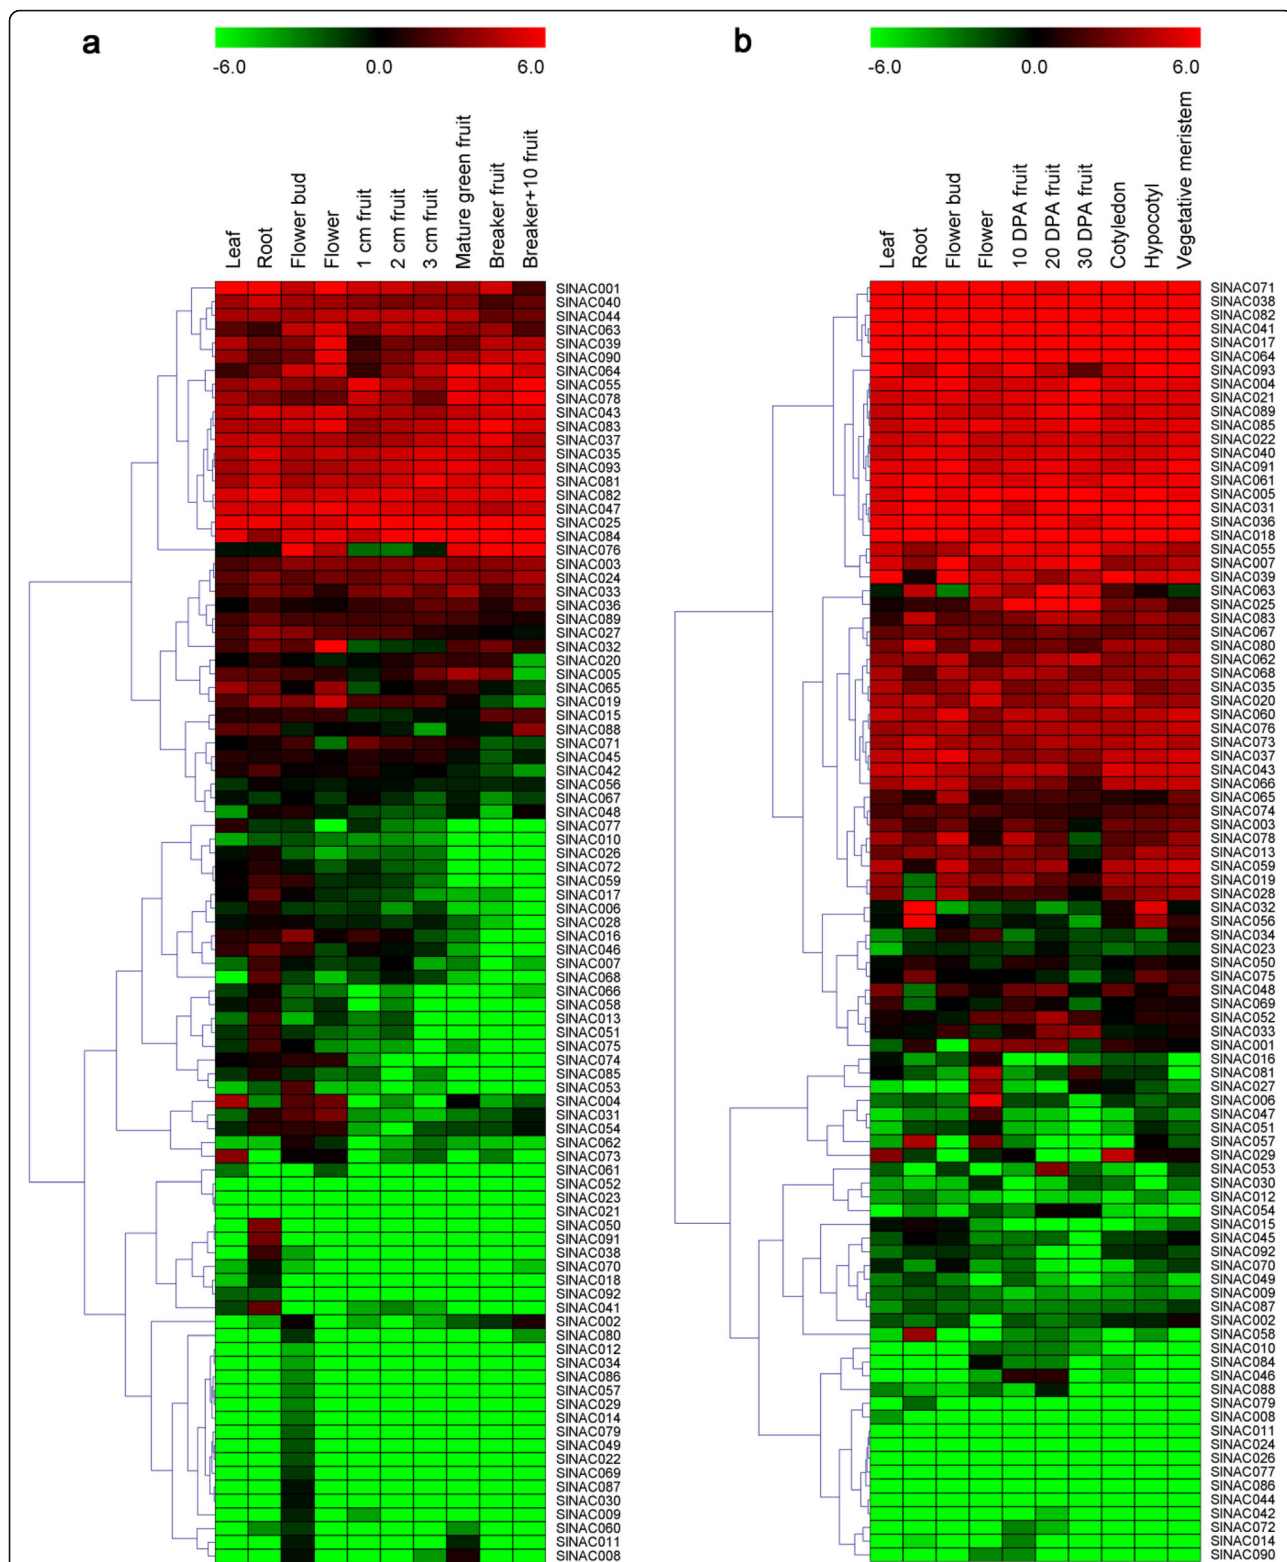 a
-6.0 0.0 6.0
Leaf
Root
Flower bud
Flower
1 cm fruit
2 cm fruit
3 cm fruit
Mature green fruit
Breaker fruit
Breaker+10 fruit
SlNAC001
SlNAC040
SlNAC044
SlNAC063
SlNAC039
SlNAC090
SlNAC064
SlNAC055
SlNAC078
SlNAC043
SlNAC083
SlNAC037
SlNAC035
SlNAC093
SlNAC081
SlNAC082
SlNAC047
SlNAC025
SlNAC084
SlNAC076
SlNAC003
SlNAC024
SlNAC033
SlNAC036
SlNAC089
SlNAC027
SlNAC032
SlNAC020
SlNAC005
SlNAC065
SlNAC019
SlNAC015
SlNAC088
SlNAC071
SlNAC045
SlNAC042
SlNAC056
SlNAC067
SlNAC048
SlNAC077
SlNAC010
SlNAC026
SlNAC072
SlNAC059
SlNAC017
SlNAC006
SlNAC028
SlNAC016
SlNAC046
SlNAC007
SlNAC068
SlNAC066
SlNAC058
SlNAC013
SlNAC051
SlNAC075
SlNAC074
SlNAC085
SlNAC053
SlNAC004
SlNAC031
SlNAC054
SlNAC062
SlNAC073
SlNAC061
SlNAC052
SlNAC023
SlNAC021
SlNAC050
SlNAC091
SlNAC038
SlNAC070
SlNAC018
SlNAC092
SlNAC041
SlNAC002
SlNAC080
SlNAC012
SlNAC034
SlNAC086
SlNAC057
SlNAC029
SlNAC014
SlNAC079
SlNAC049
SlNAC022
SlNAC069
SlNAC087
SlNAC030
SlNAC009
SlNAC060
SlNAC011
SlNAC008
b
-6.0 0.0 6.0
Leaf
Root
Flower bud
Flower
10 DPA fruit
20 DPA fruit
30 DPA fruit
Cotyledon
Hypocotyl
Vegetative meristem
SlNAC071
SlNAC038
SlNAC082
SlNAC041
SlNAC017
SlNAC064
SlNAC093
SlNAC004
SlNAC021
SlNAC089
SlNAC085
SlNAC022
SlNAC040
SlNAC091
SlNAC061
SlNAC005
SlNAC031
SlNAC036
SlNAC018
SlNAC055
SlNAC007
SlNAC039
SlNAC063
SlNAC025
SlNAC083
SlNAC067
SlNAC080
SlNAC062
SlNAC068
SlNAC035
SlNAC020
SlNAC060
SlNAC076
SlNAC073
SlNAC037
SlNAC043
SlNAC066
SlNAC065
SlNAC074
SlNAC003
SlNAC078
SlNAC013
SlNAC059
SlNAC019
SlNAC028
SlNAC032
SlNAC056
SlNAC034
SlNAC023
SlNAC050
SlNAC075
SlNAC048
SlNAC069
SlNAC052
SlNAC033
SlNAC001
SlNAC016
SlNAC081
SlNAC027
SlNAC006
SlNAC047
SlNAC051
SlNAC057
SlNAC029
SlNAC053
SlNAC030
SlNAC012
SlNAC054
SlNAC015
SlNAC045
SlNAC092
SlNAC070
SlNAC049
SlNAC009
SlNAC087
SlNAC002
SlNAC058
SlNAC010
SlNAC084
SlNAC046
SlNAC088
SlNAC079
SlNAC008
SlNAC011
SlNAC024
SlNAC026
SlNAC077
SlNAC086
SlNAC044
SlNAC042
SlNAC072
SlNAC014
SlNAC090